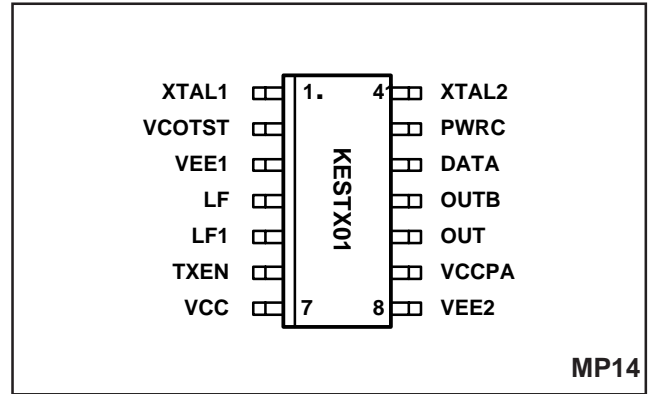 XTAL1 1. 41 XTAL2
VCOTST PWRC
VEE1 DATA
LF OUTB
LF1 OUT
TXEN VCCPA
VCC 7 8 VEE2
KESTX01
MP14